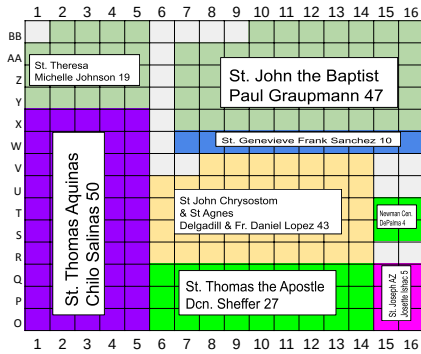 1 2 3 4 5 6 7 8 9 10 11 12 13 14 15 16
BB
AA
Z
Y
X
W
V
U
T
S
R
Q
P
O
St. Theresa
Michelle Johnson 19
St. John the Baptist
Paul Graupmann 47
St. Genevieve Frank Sanchez 10
St. Thomas Aquinas
Chilo Salinas 50
St John Chrysostom
& St Agnes
Delgadill & Fr. Daniel Lopez 43
Newman Cen.
DePalma 4
St. Thomas the Apostle
Dcn. Sheffer 27
St. Joseph AZ
Josette Ishac 5
1 2 3 4 5 6 7 8 9 10 11 12 13 14 15 16